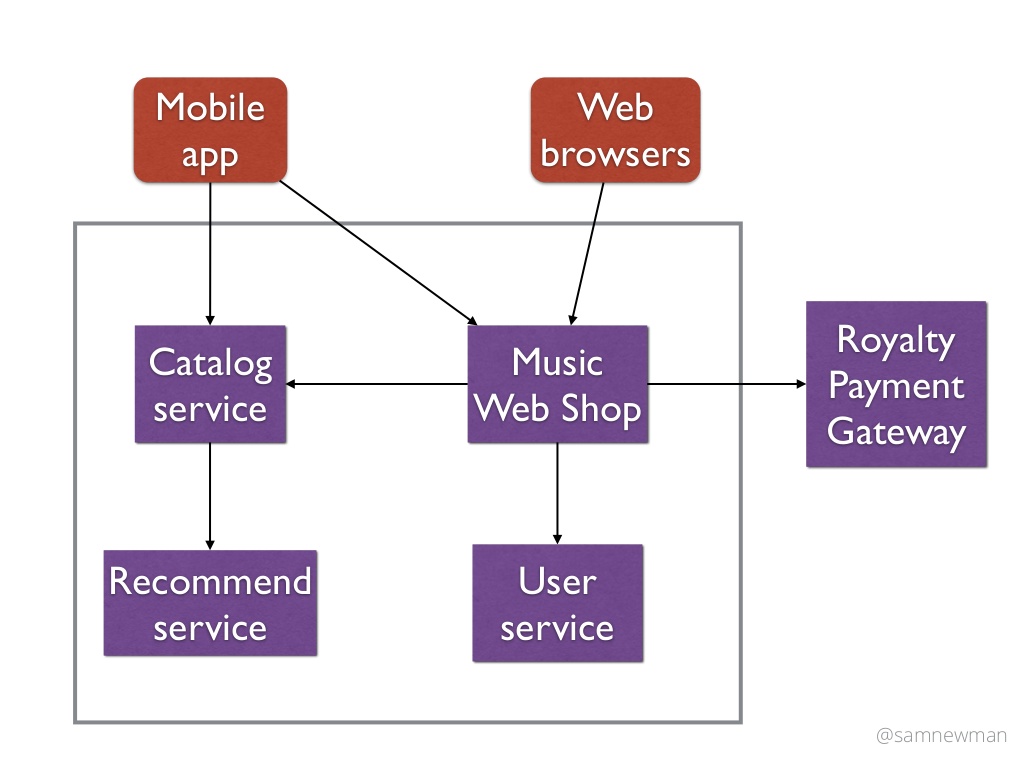 Mobile
app
Web
browsers
Catalog
service
Music
Web Shop
Royalty
Payment
Gateway
Recommend
service
User
service
@samnewman